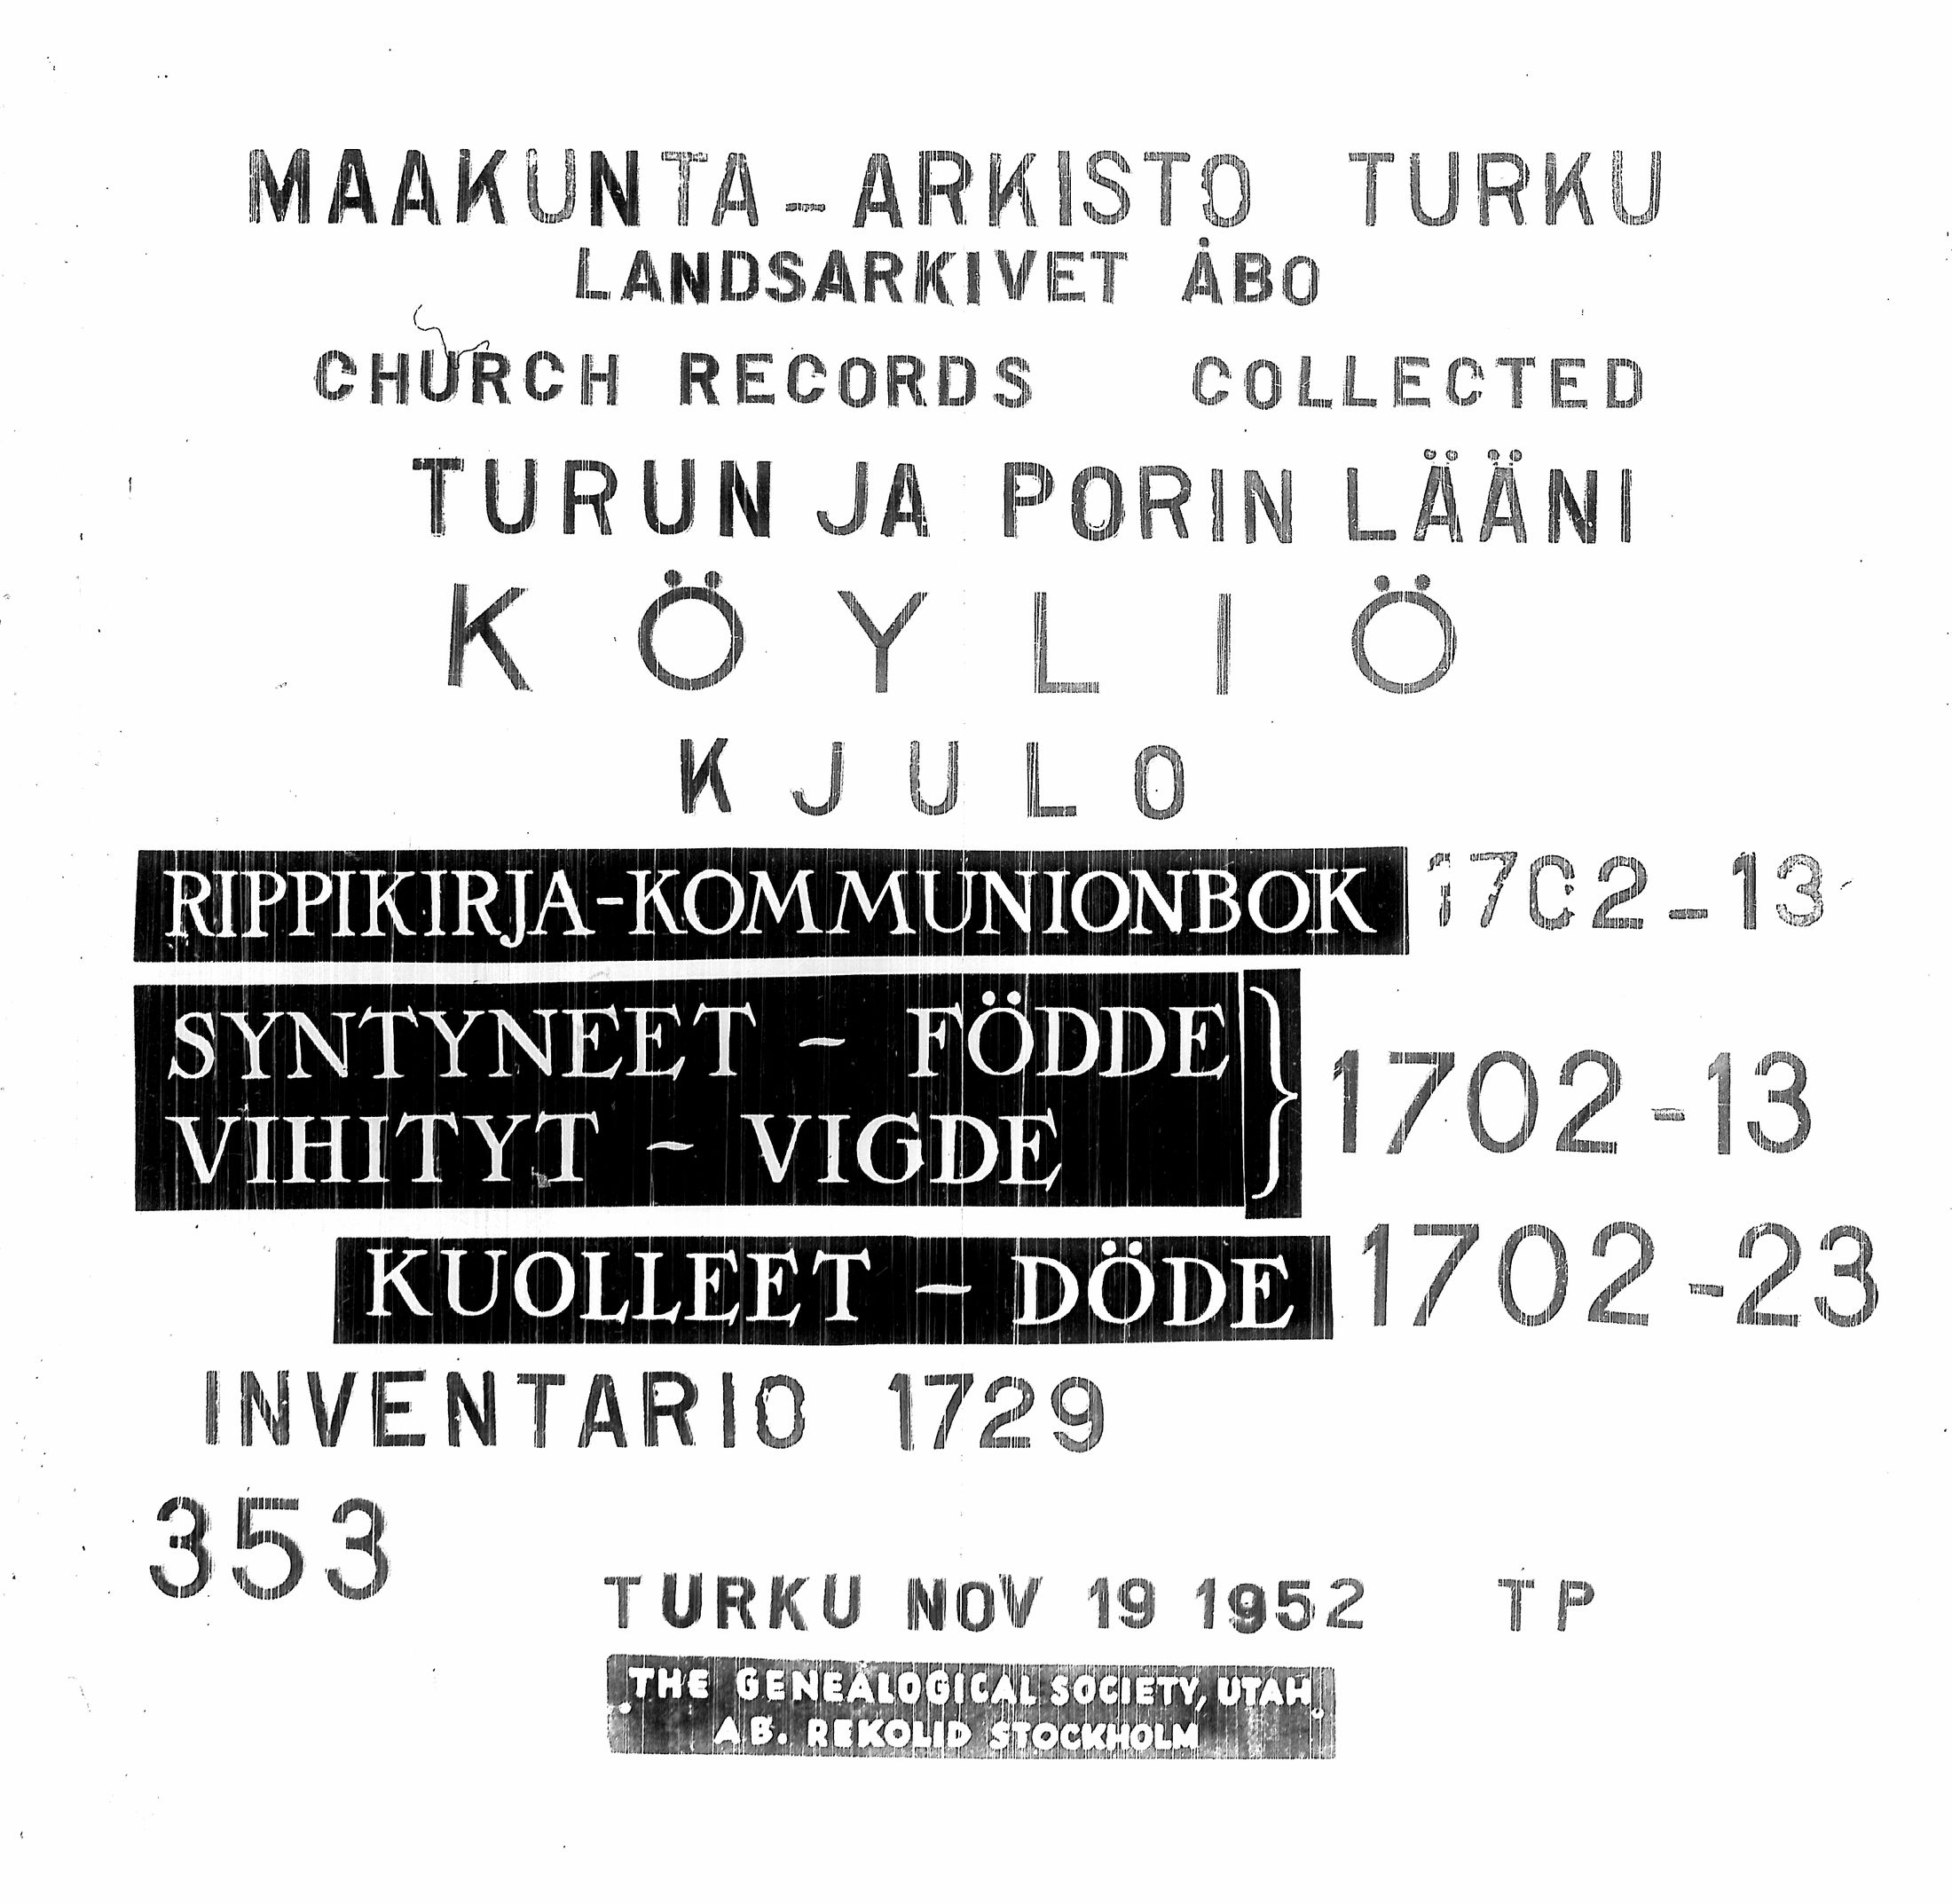 MAAKUNTA-ARKISTO TURKU
LANDSARKIVET ÅBO
CHURCH RECORDS COLLECTED
TURUN JA PORIN LÄÄNI
KÖYLIÖ
KJULO
RIPPIKIRJA-KOMMUNIONBOK 1702-13
SYNTYNEET - FÖDDE
VIHITYT - VIGDE } 1702-13
KUOLLEET - DÖDE 1702-23
INVENTARIO 1729
353
TURKU NOV 19 1952 TP
THE GENEALOGICAL SOCIETY, UTAH
AB. REKOLID STOCKHOLM